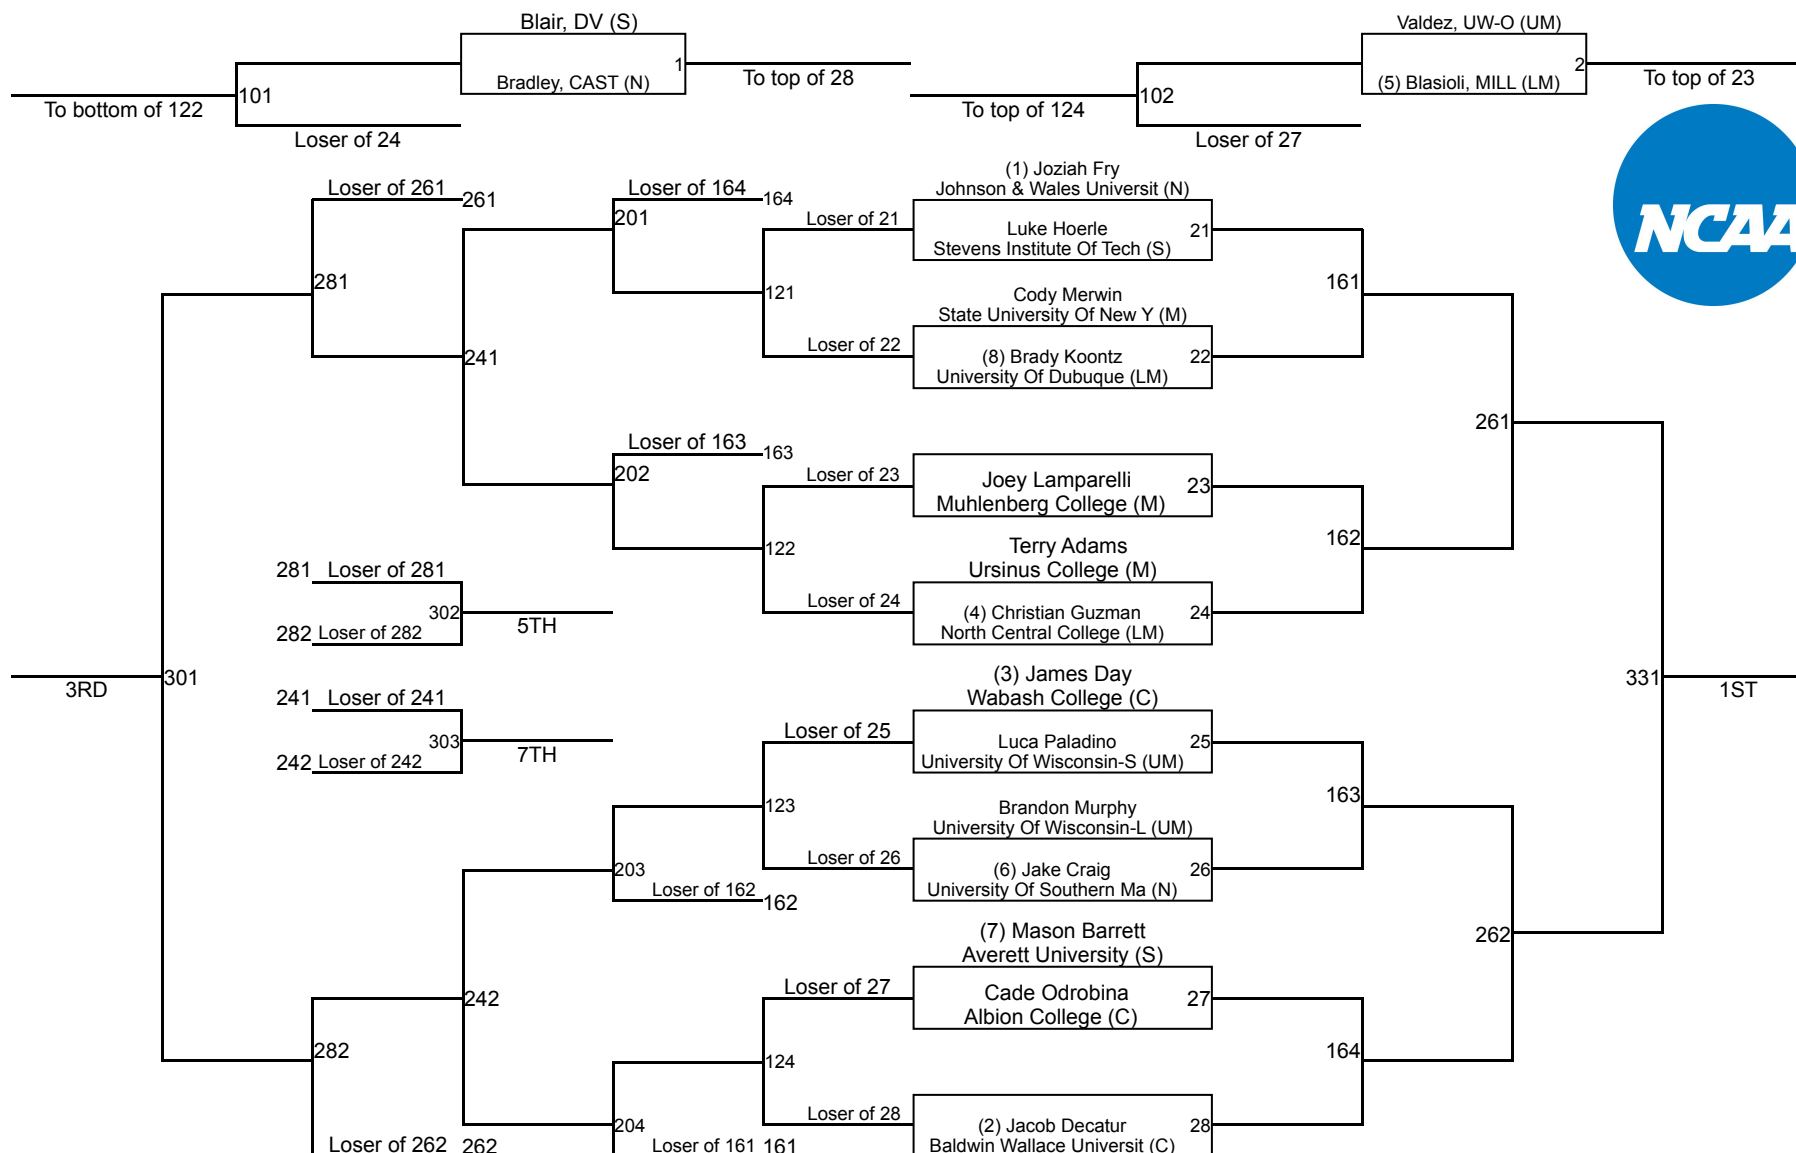 Blair, DV (S)
1
Bradley, CAST (N)
To top of 28
101
To bottom of 122
Loser of 24
Valdez, UW-O (UM)
2
(5) Blasioli, MILL (LM)
To top of 23
102
To top of 124
Loser of 27
NCAA
(1) Joziah Fry
Johnson & Wales Universit (N)
Loser of 261
261
Loser of 164
164
201
Loser of 21
Luke Hoerle
21
Stevens Institute Of Tech (S)
281
121
161
Cody Merwin
State University Of New Y (M)
241
Loser of 22
(8) Brady Koontz
22
University Of Dubuque (LM)
261
Loser of 163
163
202
Loser of 23
Joey Lamparelli
23
Muhlenberg College (M)
122
162
Terry Adams
Ursinus College (M)
281
Loser of 281
302
5TH
282
Loser of 282
Loser of 24
(4) Christian Guzman
24
North Central College (LM)
3RD
301
(3) James Day
Wabash College (C)
331
1ST
241
Loser of 241
303
7TH
242
Loser of 242
Loser of 25
Luca Paladino
25
University Of Wisconsin-S (UM)
123
163
Brandon Murphy
University Of Wisconsin-L (UM)
203
Loser of 26
(6) Jake Craig
26
University Of Southern Ma (N)
Loser of 162
162
(7) Mason Barrett
Averett University (S)
262
242
Loser of 27
Cade Odrobina
27
Albion College (C)
282
124
164
204
Loser of 28
(2) Jacob Decatur
28
Baldwin Wallace Universit (C)
Loser of 262
262
Loser of 161
161